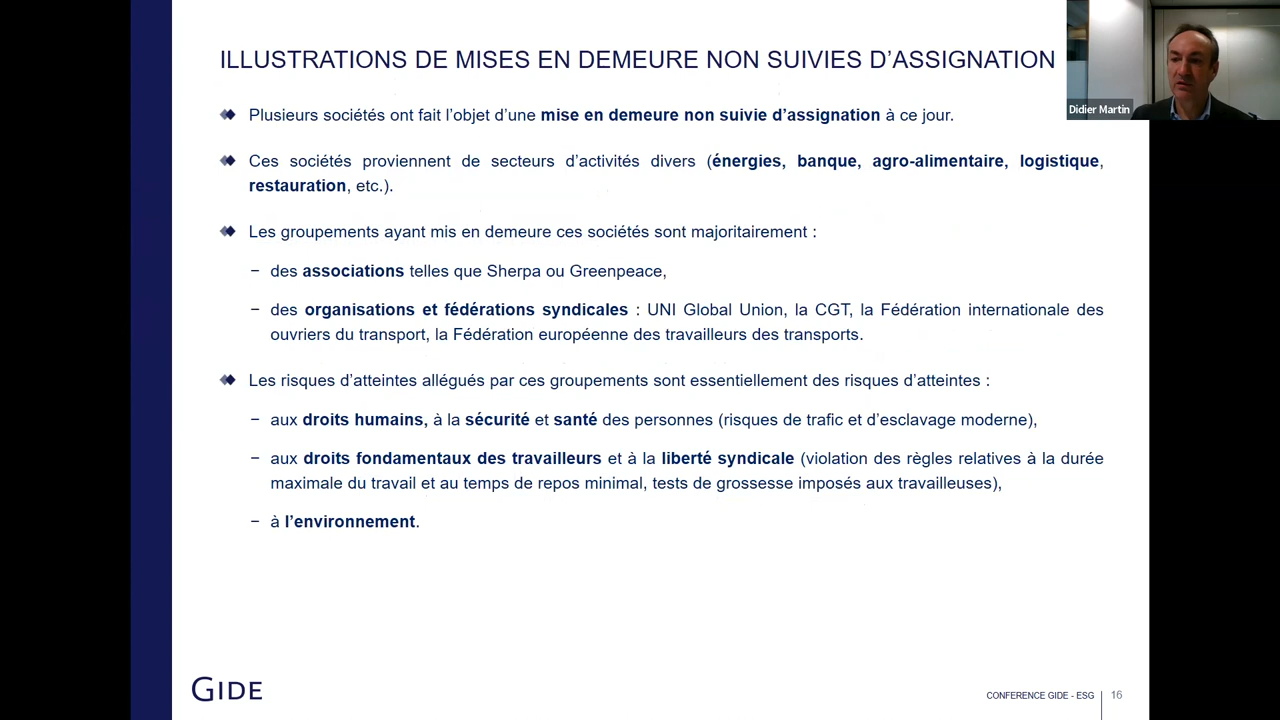 ILLUSTRATIONS DE MISES EN DEMEURE NON SUIVIES D’ASSIGNATION
Didier Martin
Plusieurs sociétés ont fait l’objet d’une mise en demeure non suivie d’assignation à ce jour.
Ces sociétés proviennent de secteurs d’activités divers (énergies, banque, agro-alimentaire, logistique,
restauration, etc.).
Les groupements ayant mis en demeure ces sociétés sont majoritairement :
− des associations telles que Sherpa ou Greenpeace,
− des organisations et fédérations syndicales : UNI Global Union, la CGT, la Fédération internationale des
ouvriers du transport, la Fédération européenne des travailleurs des transports.
Les risques d’atteintes allégués par ces groupements sont essentiellement des risques d’atteintes :
− aux droits humains, à la sécurité et santé des personnes (risques de trafic et d’esclavage moderne),
− aux droits fondamentaux des travailleurs et à la liberté syndicale (violation des règles relatives à la durée
maximale du travail et au temps de repos minimal, tests de grossesse imposés aux travailleuses),
− à l’environnement.
GIDE
CONFERENCE GIDE - ESG 16